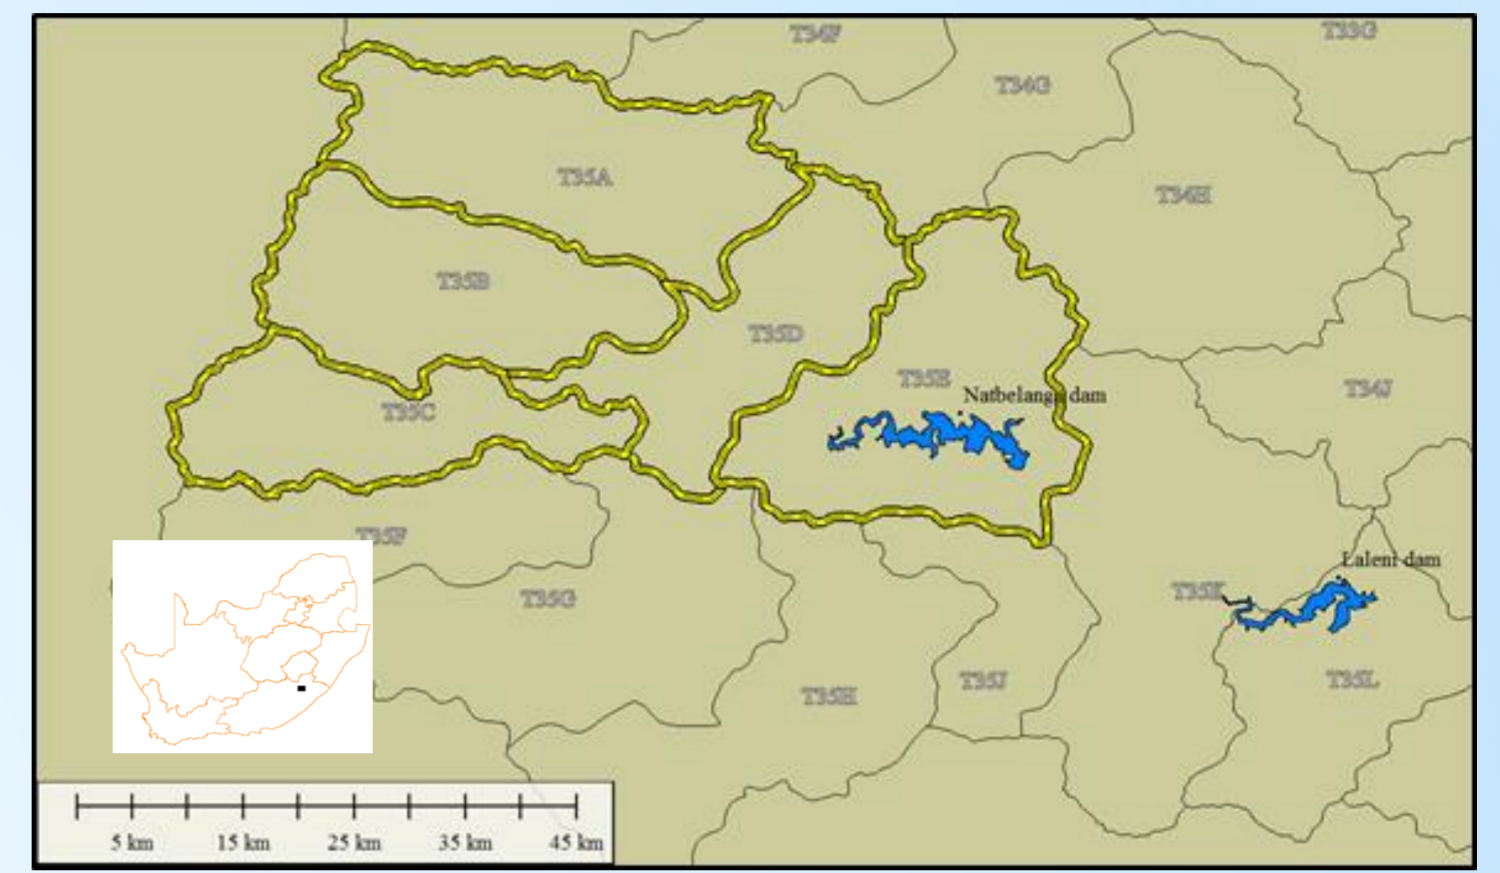 T33G
T34F
T34G
T35A
T34H
T35B
T35D
T35E
T34J
Natbelanga dam
T35C
T35F
Laleni dam
T35K
T35G
T35L
T35J
T35H
5 km 15 km 25 km 35 km 45 km